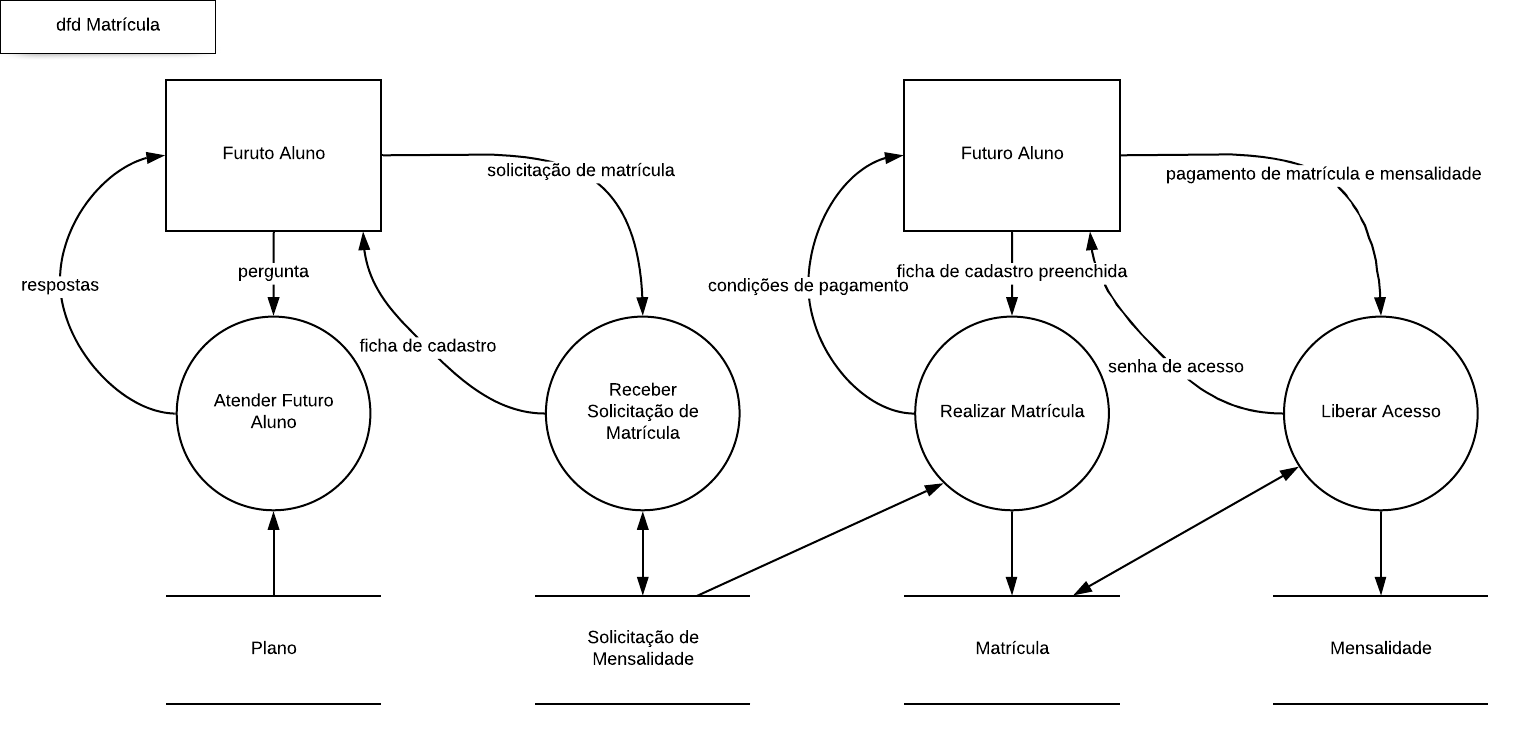 dfd Matrícula
Furuto Aluno
Futuro Aluno
solicitação de matrícula
pagamento de matrícula e mensalidade
respostas
pergunta
condições de pagamento
ficha de cadastro preenchida
ficha de cadastro
senha de acesso
Atender Futuro
Aluno
Receber
Solicitação de
Matrícula
Realizar Matrícula
Liberar Acesso
Plano
Solicitação de
Mensalidade
Matrícula
Mensalidade